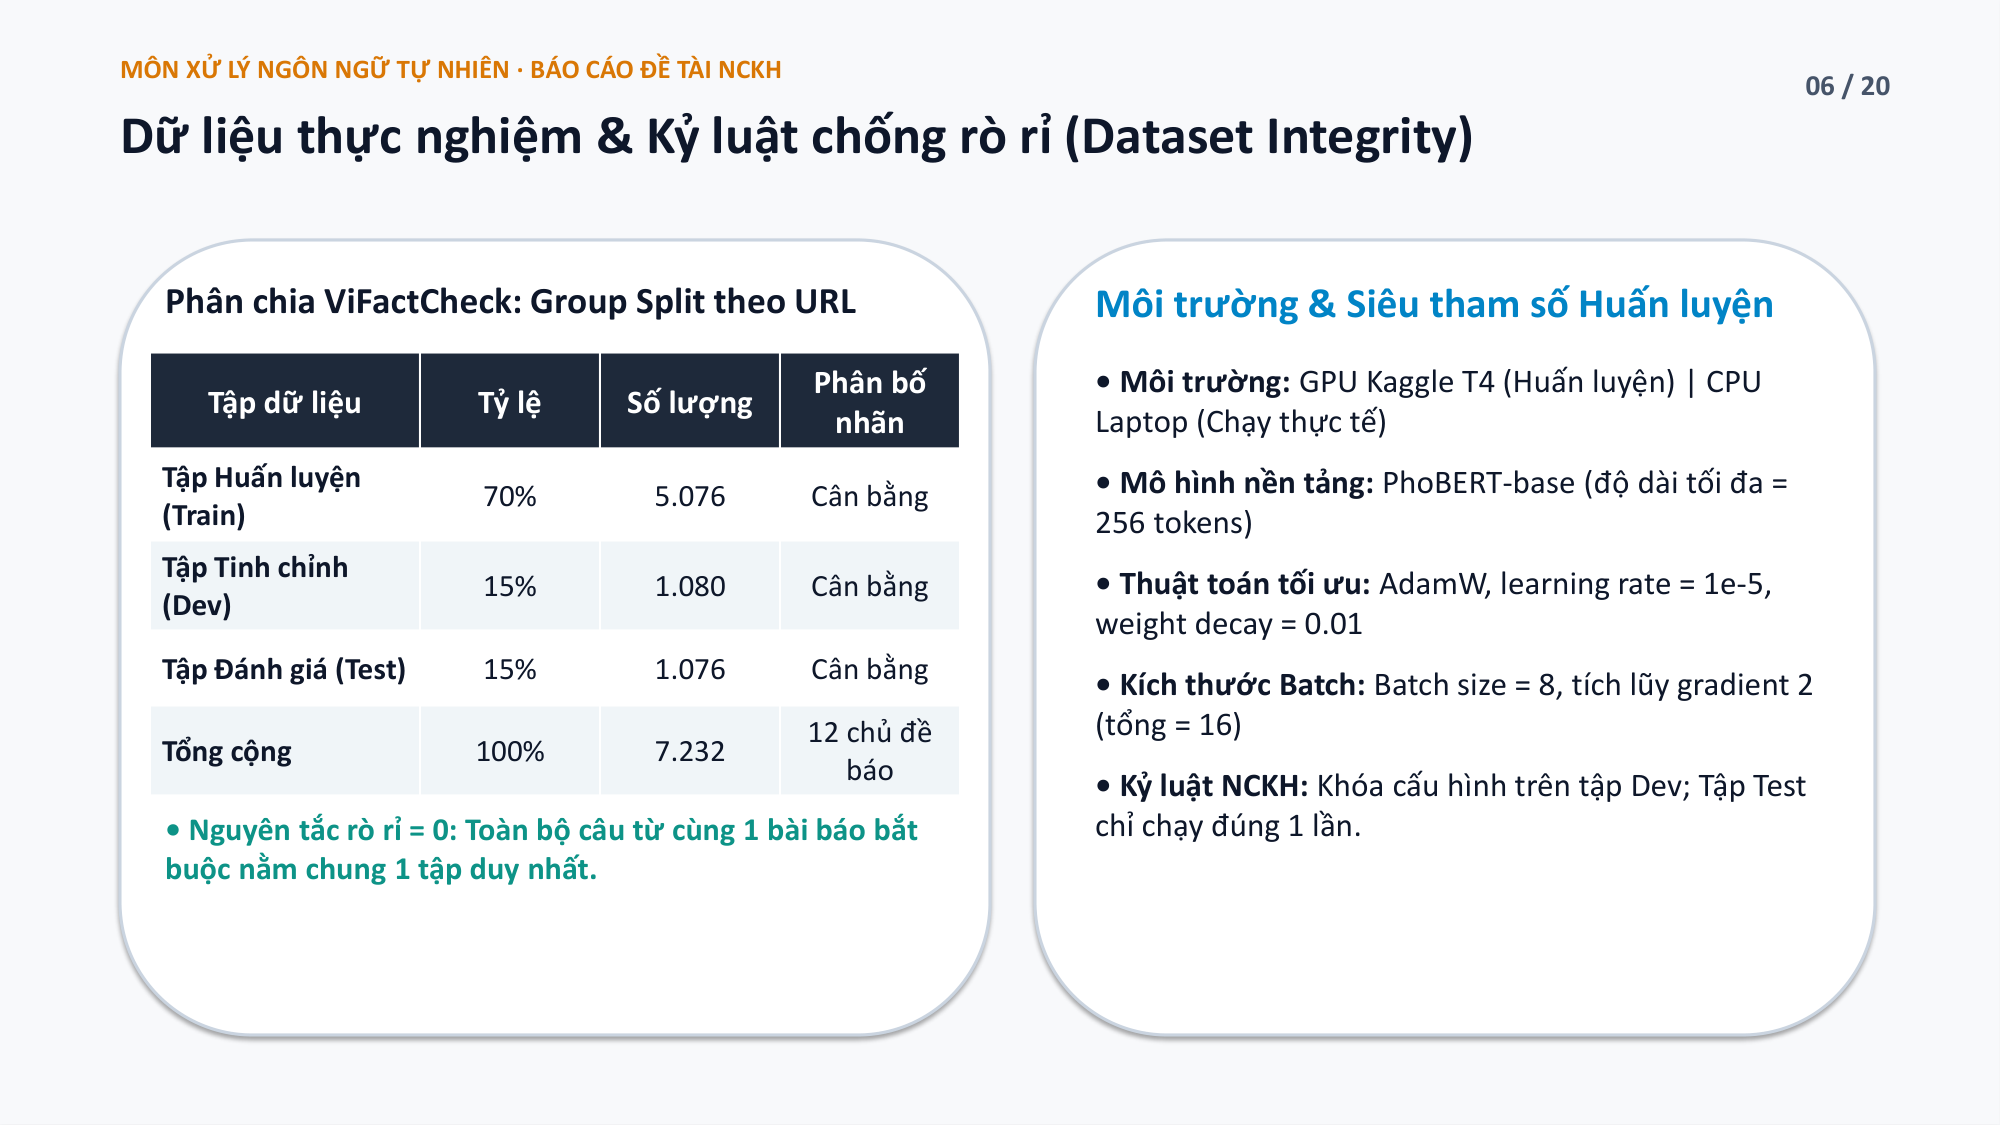 MÔN XỬ LÝ NGÔN NGỮ TỰ NHIÊN · BÁO CÁO ĐỀ TÀI NCKH
06 / 20
Dữ liệu thực nghiệm & Kỷ luật chống rò rỉ (Dataset Integrity)
Phân chia ViFactCheck: Group Split theo URL
Tập dữ liệu Tỷ lệ Số lượng Phân bố nhãn
Tập Huấn luyện (Train) 70% 5.076 Cân bằng
Tập Tinh chỉnh (Dev) 15% 1.080 Cân bằng
Tập Đánh giá (Test) 15% 1.076 Cân bằng
Tổng cộng 100% 7.232 12 chủ đề báo
• Nguyên tắc rò rỉ = 0: Toàn bộ câu từ cùng 1 bài báo bắt
buộc nằm chung 1 tập duy nhất.
Môi trường & Siêu tham số Huấn luyện
• Môi trường: GPU Kaggle T4 (Huấn luyện) | CPU
Laptop (Chạy thực tế)
• Mô hình nền tảng: PhoBERT-base (độ dài tối đa =
256 tokens)
• Thuật toán tối ưu: AdamW, learning rate = 1e-5,
weight decay = 0.01
• Kích thước Batch: Batch size = 8, tích lũy gradient 2
(tổng = 16)
• Kỷ luật NCKH: Khóa cấu hình trên tập Dev; Tập Test
chỉ chạy đúng 1 lần.